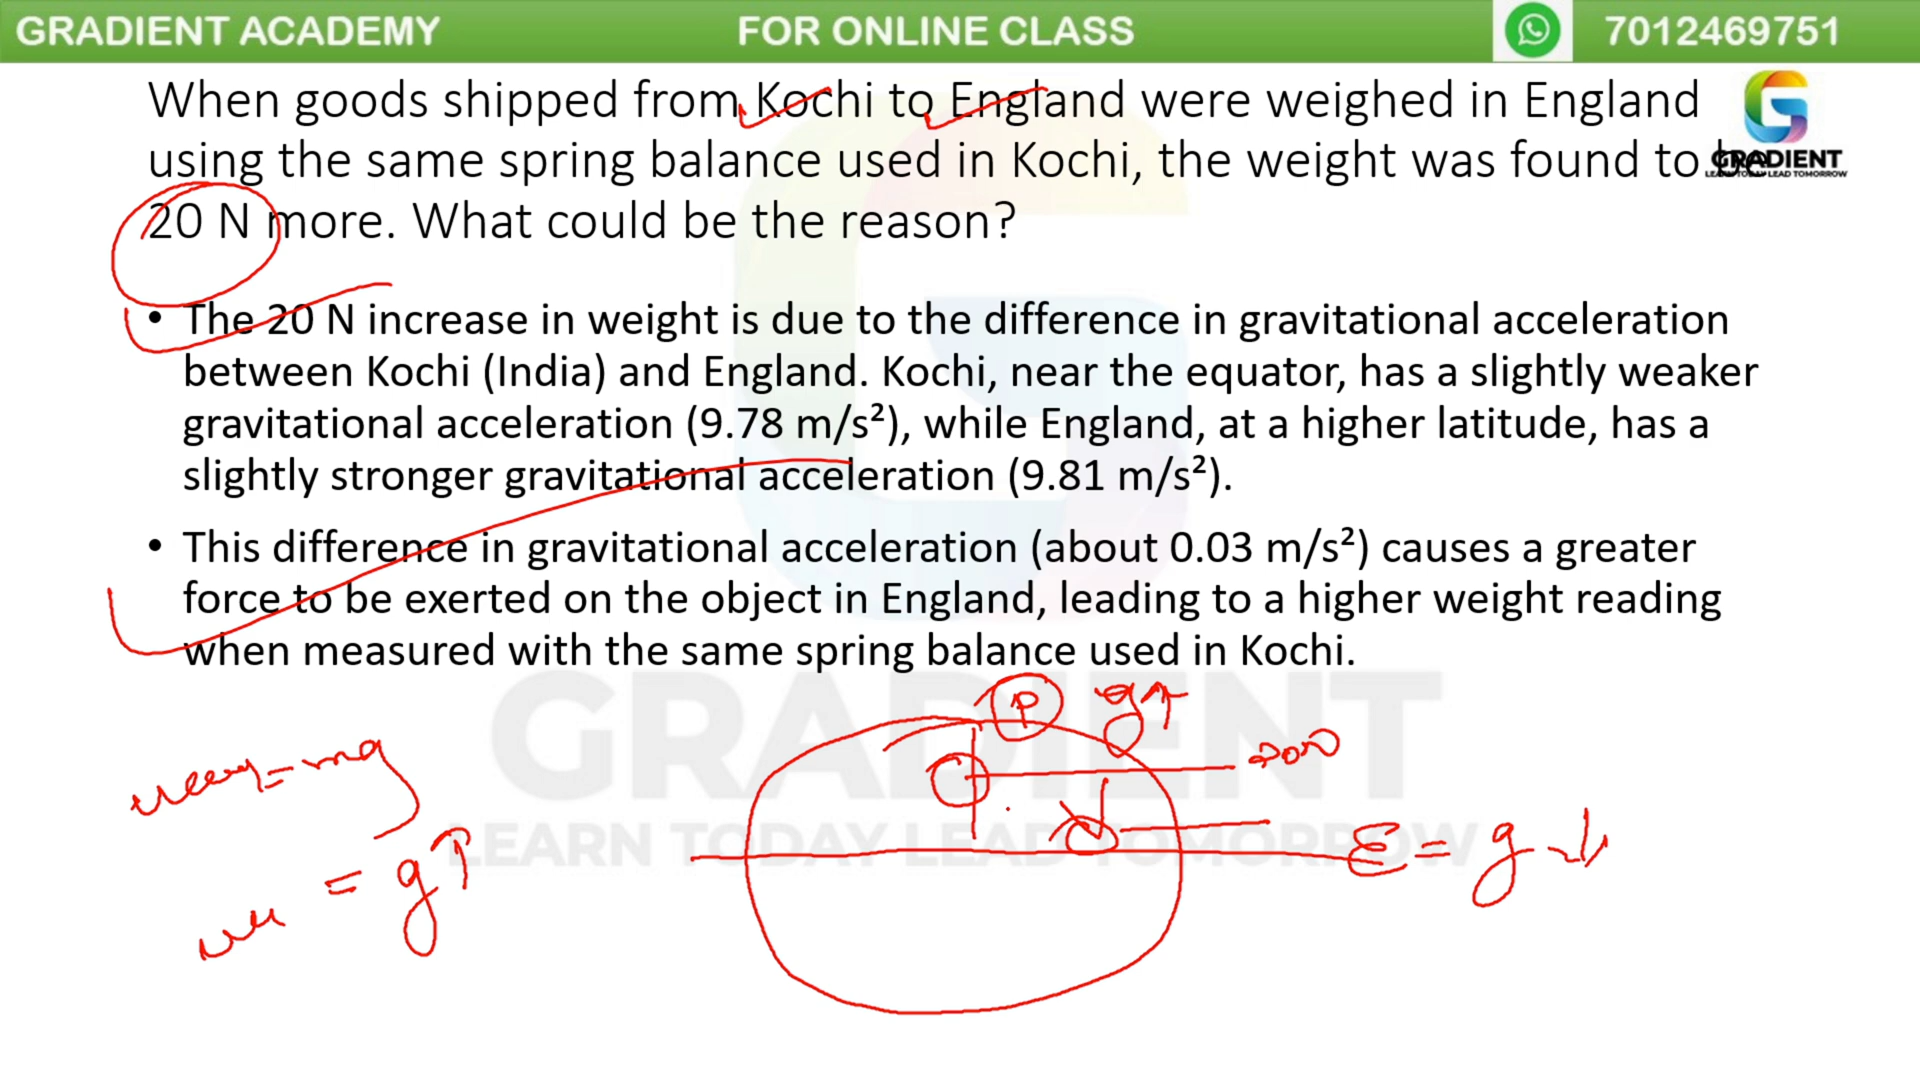 GRADIENT ACADEMY FOR ONLINE CLASS 7012469751
When goods shipped from Kochi to England were weighed in England
using the same spring balance used in Kochi, the weight was found to be
GRADIENT
LEARN TODAY LEAD TOMORROW
20 N more. What could be the reason?
• The 20 N increase in weight is due to the difference in gravitational acceleration
between Kochi (India) and England. Kochi, near the equator, has a slightly weaker
gravitational acceleration (9.78 m/s²), while England, at a higher latitude, has a
slightly stronger gravitational acceleration (9.81 m/s²).
• This difference in gravitational acceleration (about 0.03 m/s²) causes a greater
force to be exerted on the object in England, leading to a higher weight reading
when measured with the same spring balance used in Kochi.
GRADIENT
LEARN TODAY LEAD TOMORROW
P g↑
= mg
= g↑
E = g ↓